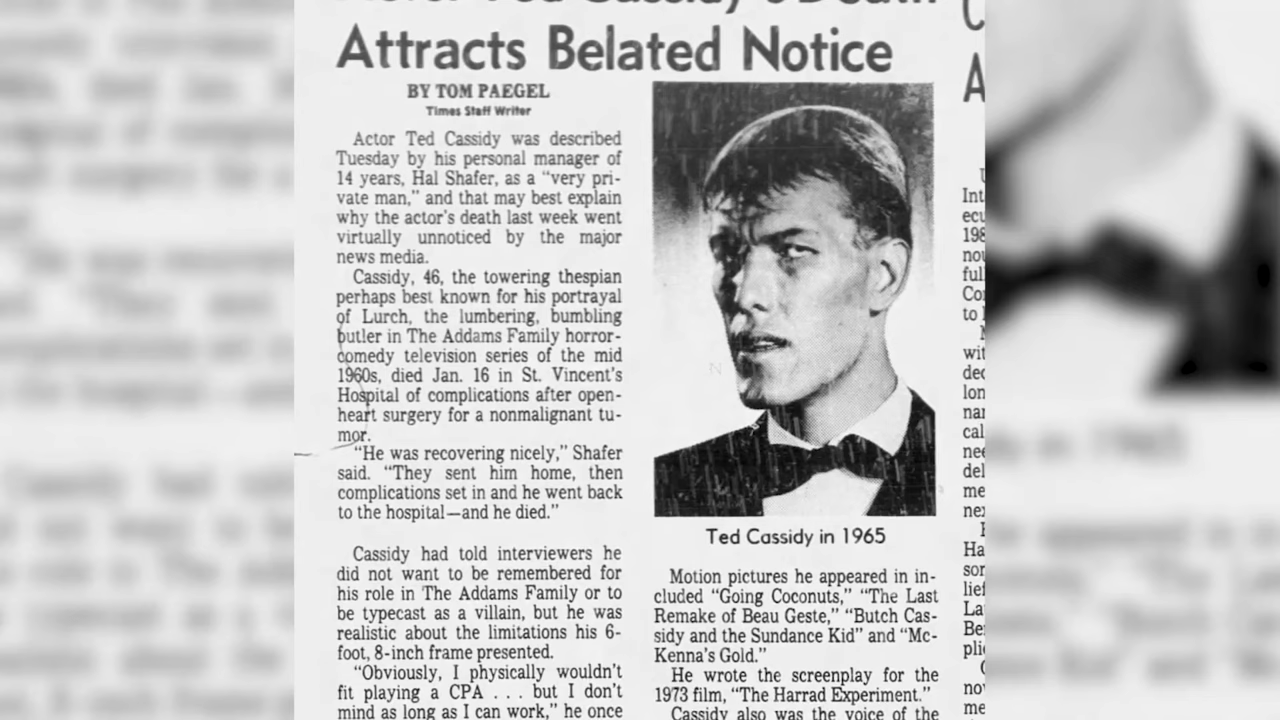 Attracts Belated Notice
BY TOM PAEGEL
Times Staff Writer
Actor Ted Cassidy was described
Tuesday by his personal manager of
14 years, Hal Shafer, as a “very pri-
vate man,” and that may best explain
why the actor’s death last week went
virtually unnoticed by the major
news media.
Cassidy, 46, the towering thespian
perhaps best known for his portrayal
of Lurch, the lumbering, bumbling
butler in The Addams Family horror-
comedy television series of the mid
1960s, died Jan. 16 in St. Vincent’s
Hospital of complications after open-
heart surgery for a nonmalignant tu-
mor.
“He was recovering nicely,” Shafer
said. “They sent him home, then
complications set in and he went back
to the hospital—and he died.”
Cassidy had told interviewers he
did not want to be remembered for
his role in The Addams Family or to
be typecast as a villain, but he was
realistic about the limitations his 6-
foot, 8-inch frame presented.
“Obviously, I physically wouldn’t
fit playing a CPA . . . but I don’t
mind as long as I can work,” he once
Ted Cassidy in 1965
Motion pictures he appeared in in-
cluded “Going Coconuts,” “The Last
Remake of Beau Geste,” “Butch Cas-
sidy and the Sundance Kid” and “Mc-
Kenna’s Gold.”
He wrote the screenplay for the
1973 film, “The Harrad Experiment.”
Cassidy also was the voice of the